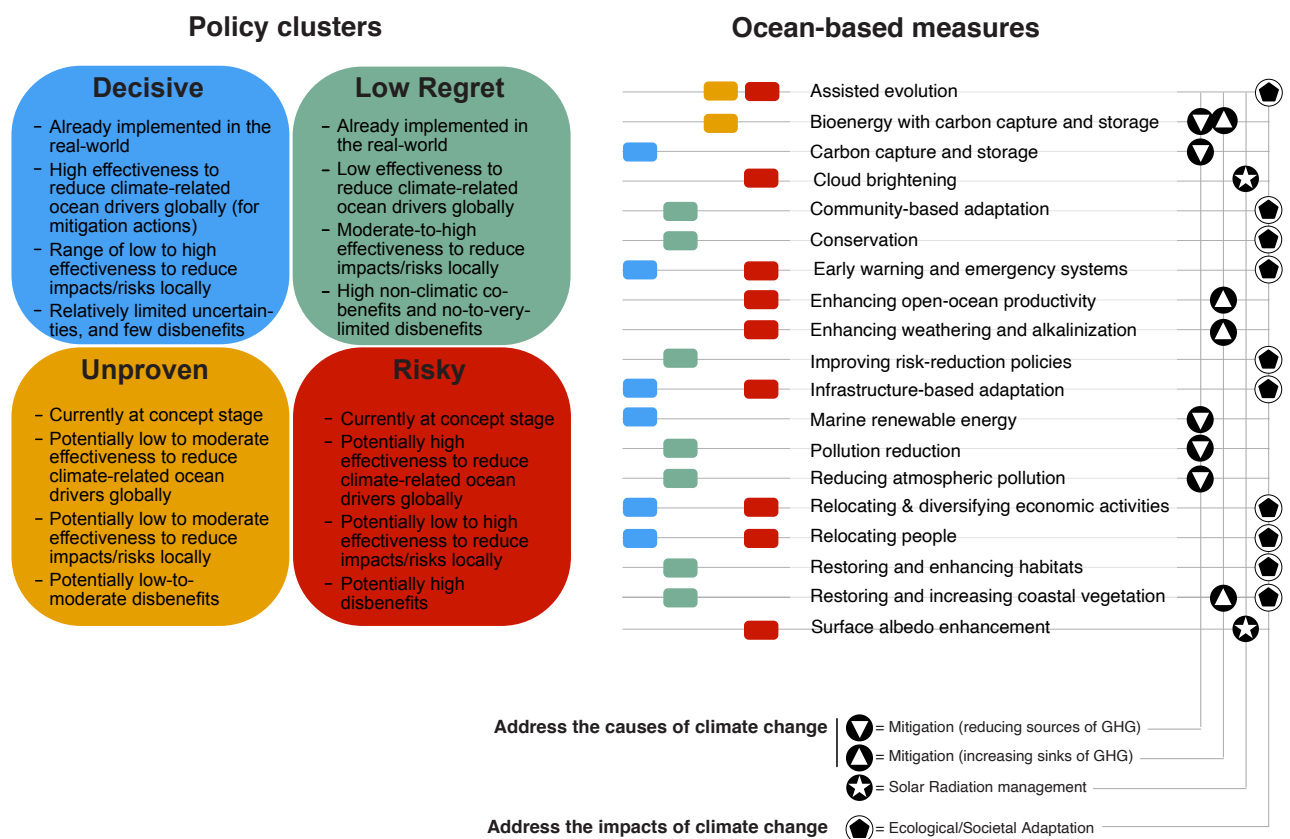 Policy clusters
Decisive
– Already implemented in the
real-world
– High effectiveness to
reduce climate-related
ocean drivers globally (for
mitigation actions)
– Range of low to high
effectiveness to reduce
impacts/risks locally
– Relatively limited uncertain-
ties, and few disbenefits
Low Regret
– Already implemented in
the real-world
– Low effectiveness to
reduce climate-related
ocean drivers globally
– Moderate-to-high
effectiveness to reduce
impacts/risks locally
– High non-climatic co-
benefits and no-to-very-
limited disbenefits
Unproven
– Currently at concept stage
– Potentially low to moderate
effectiveness to reduce
climate-related ocean
drivers globally
– Potentially low to moderate
effectiveness to reduce
impacts/risks locally
– Potentially low-to-
moderate disbenefits
Risky
– Currently at concept stage
– Potentially high
effectiveness to reduce
climate-related ocean
drivers globally
– Potentially low to high
effectiveness to reduce
impacts/risks locally
– Potentially high
disbenefits
Ocean-based measures
Assisted evolution
Bioenergy with carbon capture and storage
Carbon capture and storage
Cloud brightening
Community-based adaptation
Conservation
Early warning and emergency systems
Enhancing open-ocean productivity
Enhancing weathering and alkalinization
Improving risk-reduction policies
Infrastructure-based adaptation
Marine renewable energy
Pollution reduction
Reducing atmospheric pollution
Relocating & diversifying economic activities
Relocating people
Restoring and enhancing habitats
Restoring and increasing coastal vegetation
Surface albedo enhancement
Address the causes of climate change
= Mitigation (reducing sources of GHG)
= Mitigation (increasing sinks of GHG)
= Solar Radiation management
Address the impacts of climate change
= Ecological/Societal Adaptation